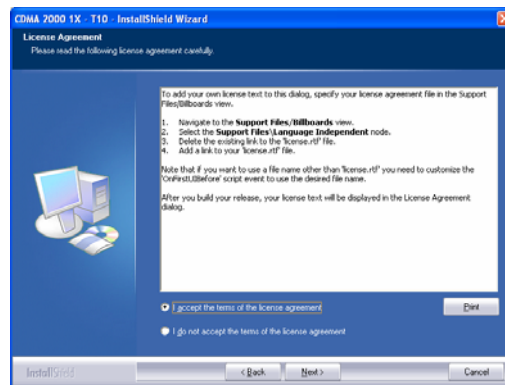 CDMA 2000 1X - T10 - InstallShield Wizard
License Agreement
Please read the following license agreement carefully.
To add your own license text to this dialog, specify your license agreement file in the Support
Files/Billboards view.
1. Navigate to the Support Files/Billboards view.
2. Select the Support Files\Language Independent node.
3. Delete the existing link to the 'license.rtf' file.
4. Add a link to your 'license.rtf' file.
Note that if you want to use a file name other than 'license.rtf' you need to customize the
'OnFirstUIBefore' script event to use the desired file name.
After you build your release, your license text will be displayed in the License Agreement
dialog.
I accept the terms of the license agreement
Print
I do not accept the terms of the license agreement
InstallShield
< Back
Next >
Cancel